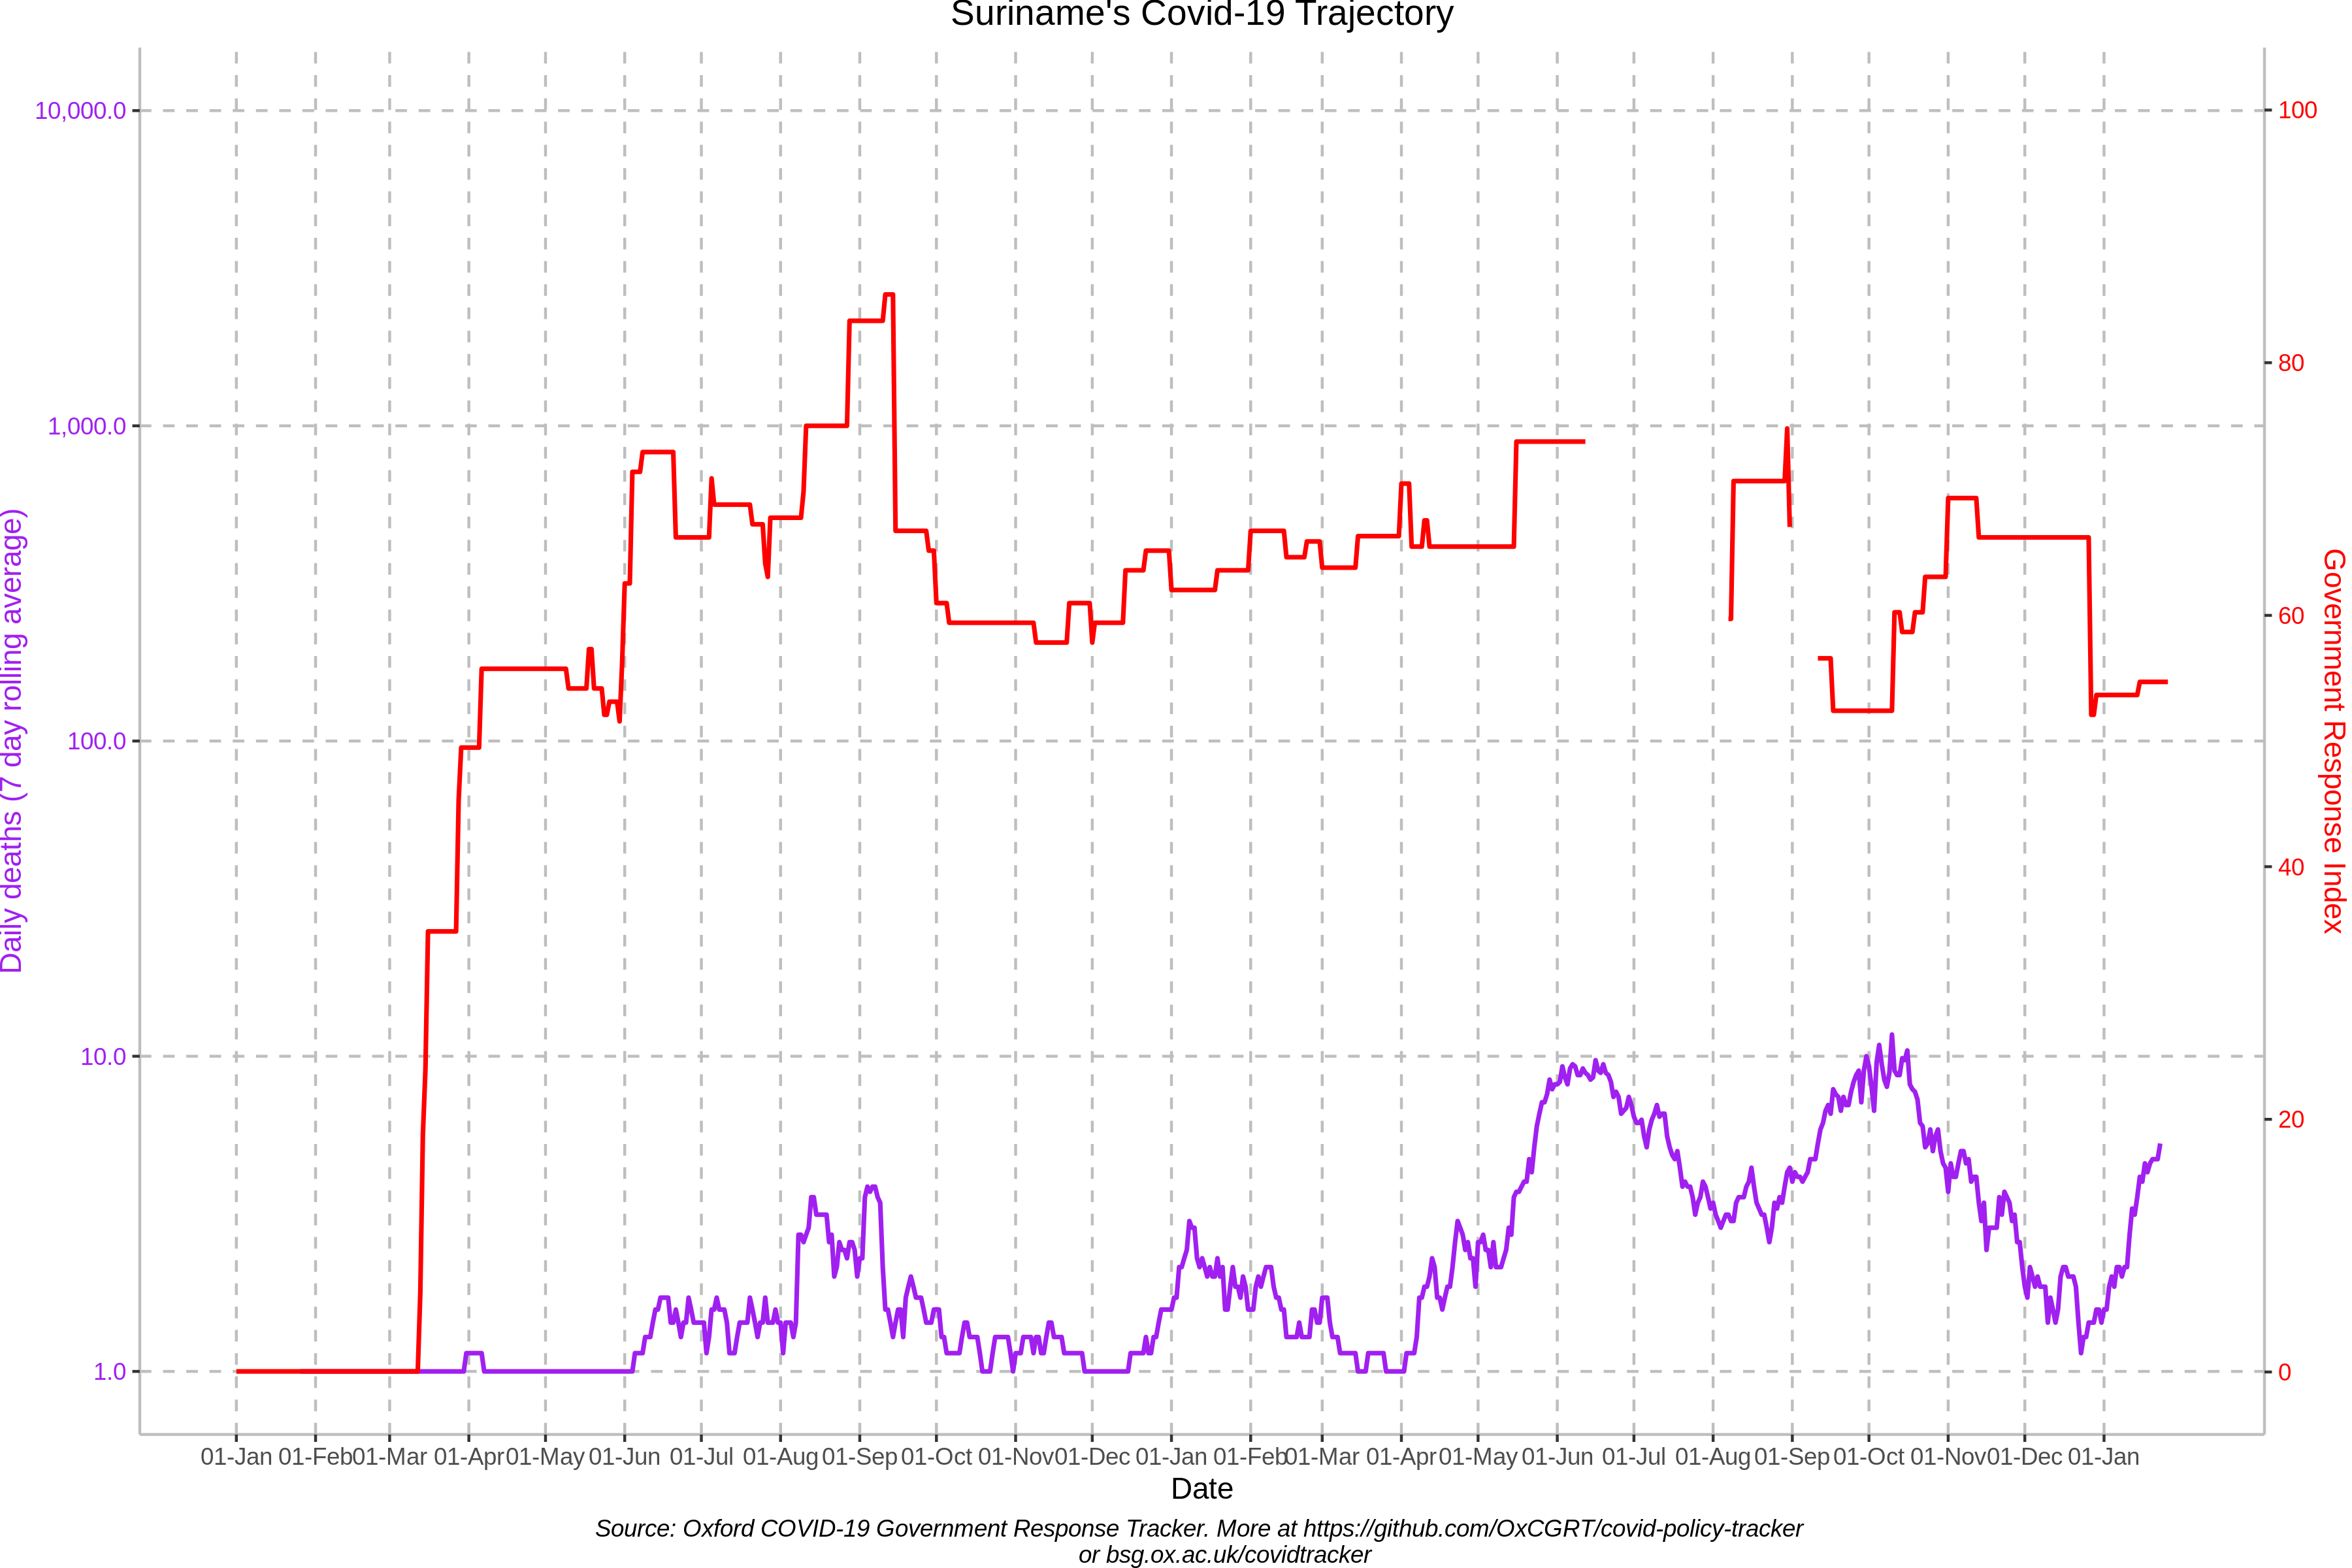 Suriname's Covid-19 Trajectory
10,000.0
1,000.0
100.0
10.0
1.0
Daily deaths (7 day rolling average)
100
80
60
40
20
0
Government Response Index
01-Jan 01-Feb 01-Mar 01-Apr 01-May 01-Jun 01-Jul 01-Aug 01-Sep 01-Oct 01-Nov 01-Dec 01-Jan 01-Feb 01-Mar 01-Apr 01-May 01-Jun 01-Jul 01-Aug 01-Sep 01-Oct 01-Nov 01-Dec 01-Jan
Date
Source: Oxford COVID-19 Government Response Tracker. More at https://github.com/OxCGRT/covid-policy-tracker
or bsg.ox.ac.uk/covidtracker